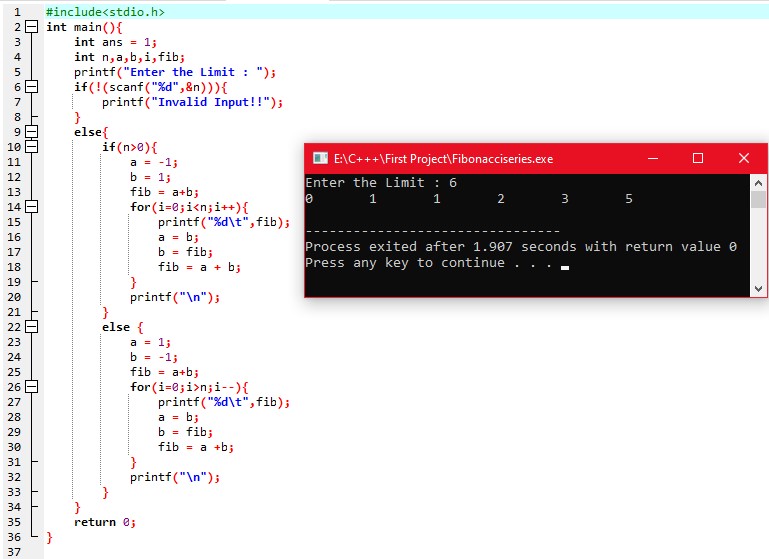 1 #include<stdio.h>
2 int main(){
3 int ans = 1;
4 int n,a,b,i,fib;
5 printf("Enter the Limit : ");
6 if(!(scanf("%d",&n))){
7 printf("Invalid Input!!");
8 }
9 else{
10 if(n>0){
11 a = -1;
12 b = 1;
13 fib = a+b;
14 for(i=0;i<n;i++){
15 printf("%d\t",fib);
16 a = b;
17 b = fib;
18 fib = a + b;
19 }
20 printf("\n");
21 }
22 else {
23 a = 1;
24 b = -1;
25 fib = a+b;
26 for(i=0;i>n;i--){
27 printf("%d\t",fib);
28 a = b;
29 b = fib;
30 fib = a +b;
31 }
32 printf("\n");
33 }
34 }
35 return 0;
36 }
37
E:\C+++\First Project\Fibonacciseries.exe
Enter the Limit : 6
0 1 1 2 3 5
--------------------------------
Process exited after 1.907 seconds with return value 0
Press any key to continue . . .